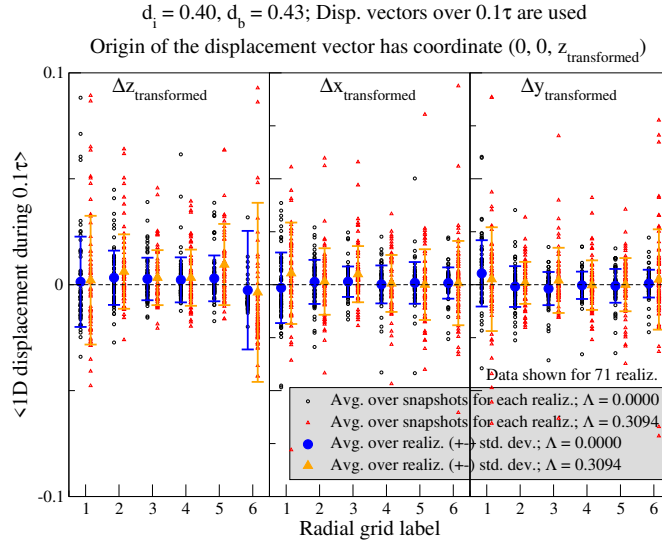 d_i = 0.40, d_b = 0.43; Disp. vectors over 0.1τ are used
Origin of the displacement vector has coordinate (0, 0, z_transformed)
<1D displacement during 0.1τ>
0.1
0
-0.1
Δz_transformed
Δx_transformed
Δy_transformed
Data shown for 71 realiz.
Avg. over snapshots for each realiz.; Λ = 0.0000
Avg. over snapshots for each realiz.; Λ = 0.3094
Avg. over realiz. (+-) std. dev.; Λ = 0.0000
Avg. over realiz. (+-) std. dev.; Λ = 0.3094
1 2 3 4 5 6 1 2 3 4 5 6 1 2 3 4 5 6
Radial grid label